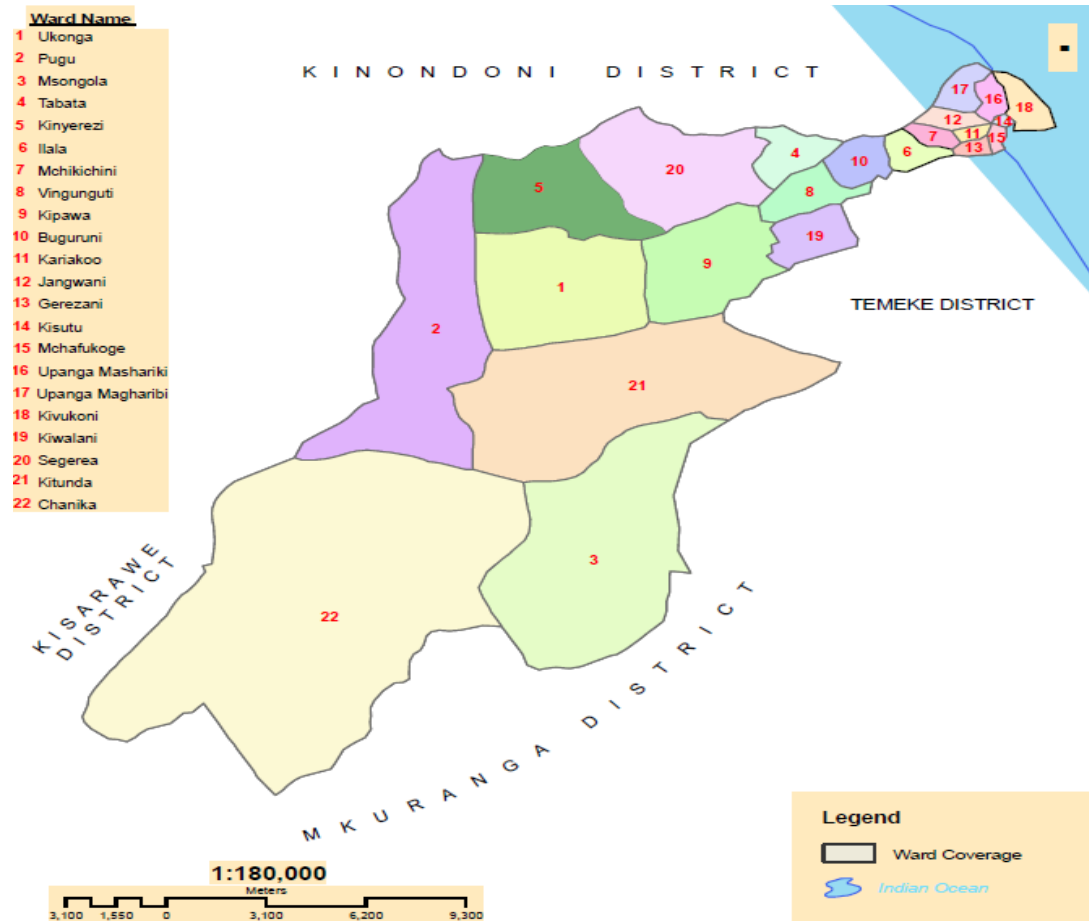 Ward Name
1 Ukonga
2 Pugu
3 Msongola
4 Tabata
5 Kinyerezi
6 Ilala
7 Mchikichini
8 Vingunguti
9 Kipawa
10 Buguruni
11 Kariakoo
12 Jangwani
13 Gerezani
14 Kisutu
15 Mchafukoge
16 Upanga Mashariki
17 Upanga Magharibi
18 Kivukoni
19 Kiwalani
20 Segerea
21 Kitunda
22 Chanika
KINONDONI DISTRICT
17
16
18
12
14
7
11
15
13
6
10
4
20
8
5
19
9
1
2
TEMEKE DISTRICT
21
3
22
KISARAWE
DISTRICT
MKURANGA DISTRICT
1:180,000
Meters
3,100 1,550 0 3,100 6,200 9,300
Legend
Ward Coverage
Indian Ocean